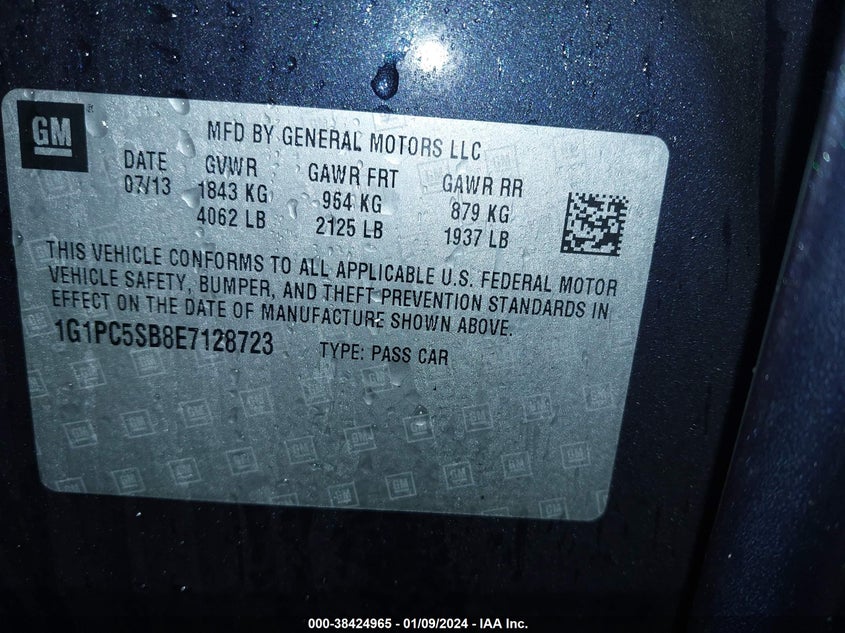 GM
MFD BY GENERAL MOTORS LLC
DATE GVWR GAWR FRT GAWR RR
07/13 1843 KG 964 KG 879 KG
4062 LB 2125 LB 1937 LB
THIS VEHICLE CONFORMS TO ALL APPLICABLE U.S. FEDERAL MOTOR
VEHICLE SAFETY, BUMPER, AND THEFT PREVENTION STANDARDS IN
EFFECT ON THE DATE OF MANUFACTURE SHOWN ABOVE.
1G1PC5SB8E7128723 TYPE: PASS CAR
000-38424965 - 01/09/2024 - IAA Inc.